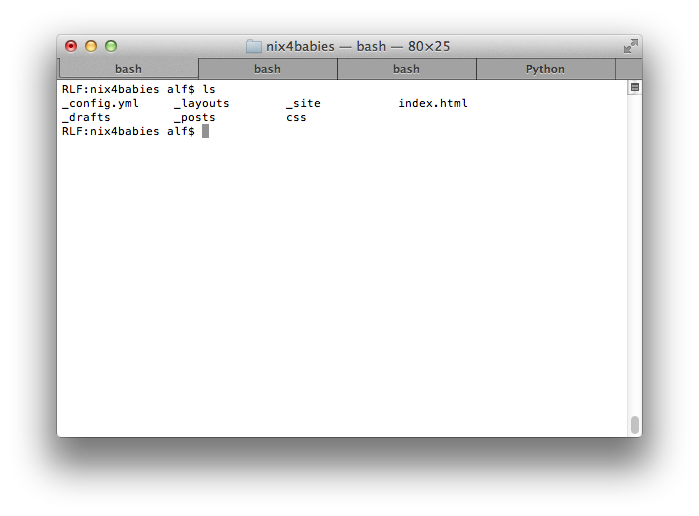 nix4babies — bash — 80×25
bash bash bash Python
RLF:nix4babies alf$ ls
_config.yml _layouts _site index.html
_drafts _posts css
RLF:nix4babies alf$